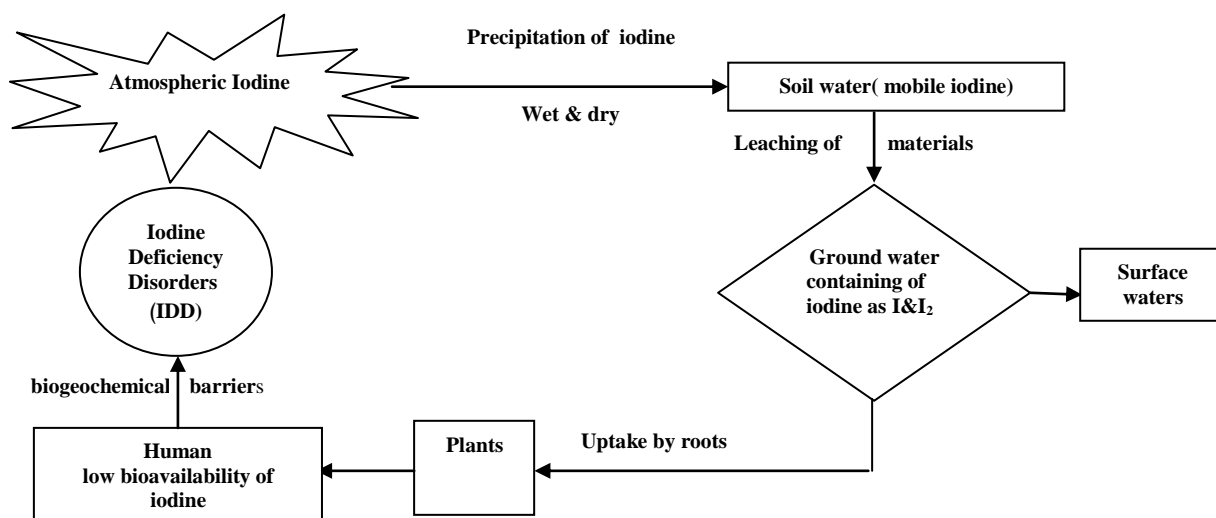 Precipitation of iodine
Atmospheric Iodine
Wet & dry
Soil water( mobile iodine)
Leaching of materials
Ground water
containing of
iodine as I&I₂
Surface
waters
Iodine
Deficiency
Disorders
(IDD)
biogeochemical barriers
Uptake by roots
Plants
Human
low bioavailability of
iodine